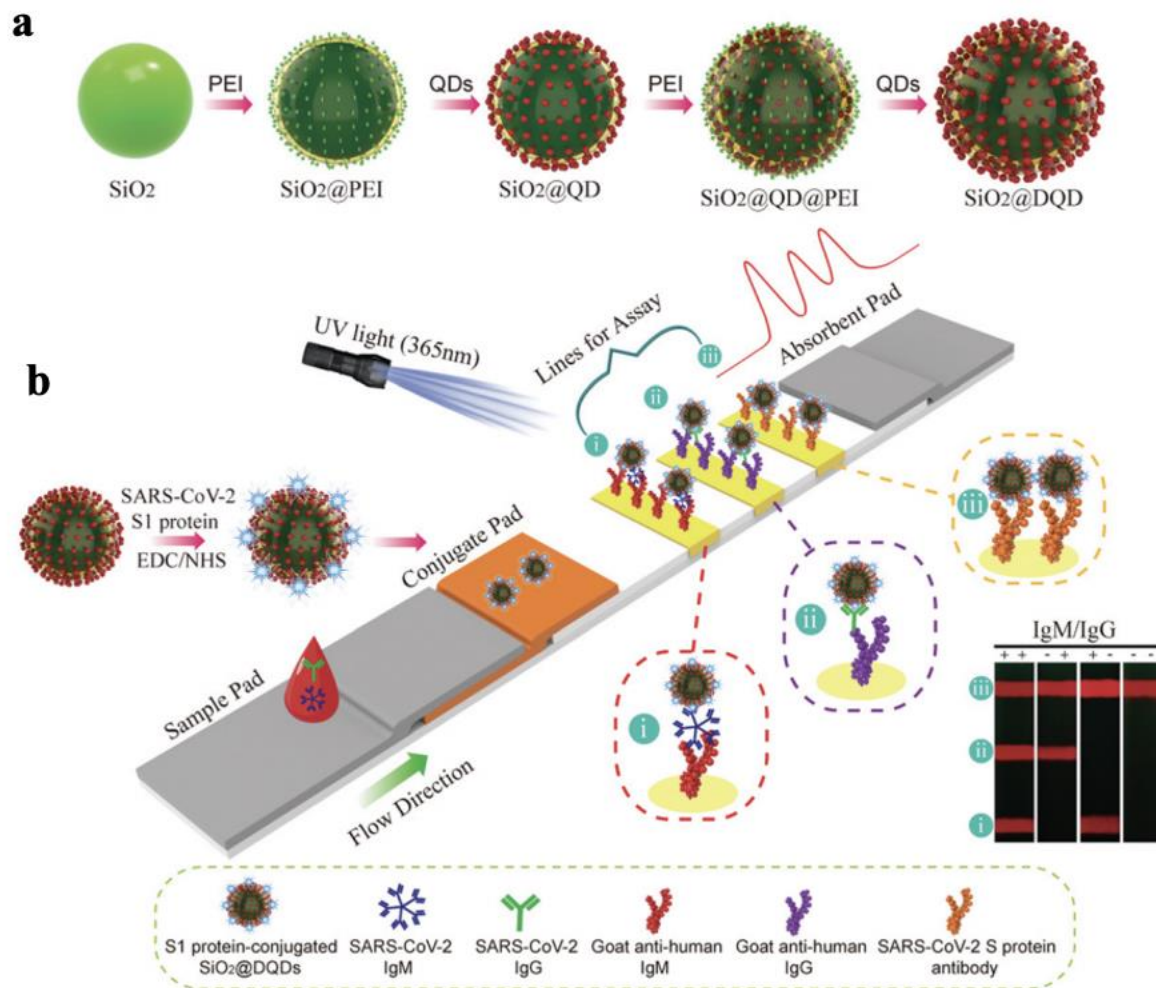 a
PEI
QDs
PEI
QDs
SiO2
SiO2@PEI
SiO2@QD
SiO2@QD@PEI
SiO2@DQD
b
UV light (365nm)
Lines for Assay
Absorbent Pad
i
ii
iii
SARS-CoV-2
S1 protein
EDC/NHS
Conjugate Pad
Sample Pad
Flow Direction
i
ii
iii
IgM/IgG
+ + - + + - - -
iii
ii
i
S1 protein-conjugated
SiO2@DQDs
SARS-CoV-2
IgM
SARS-CoV-2
IgG
Goat anti-human
IgM
Goat anti-human
IgG
SARS-CoV-2 S protein
antibody